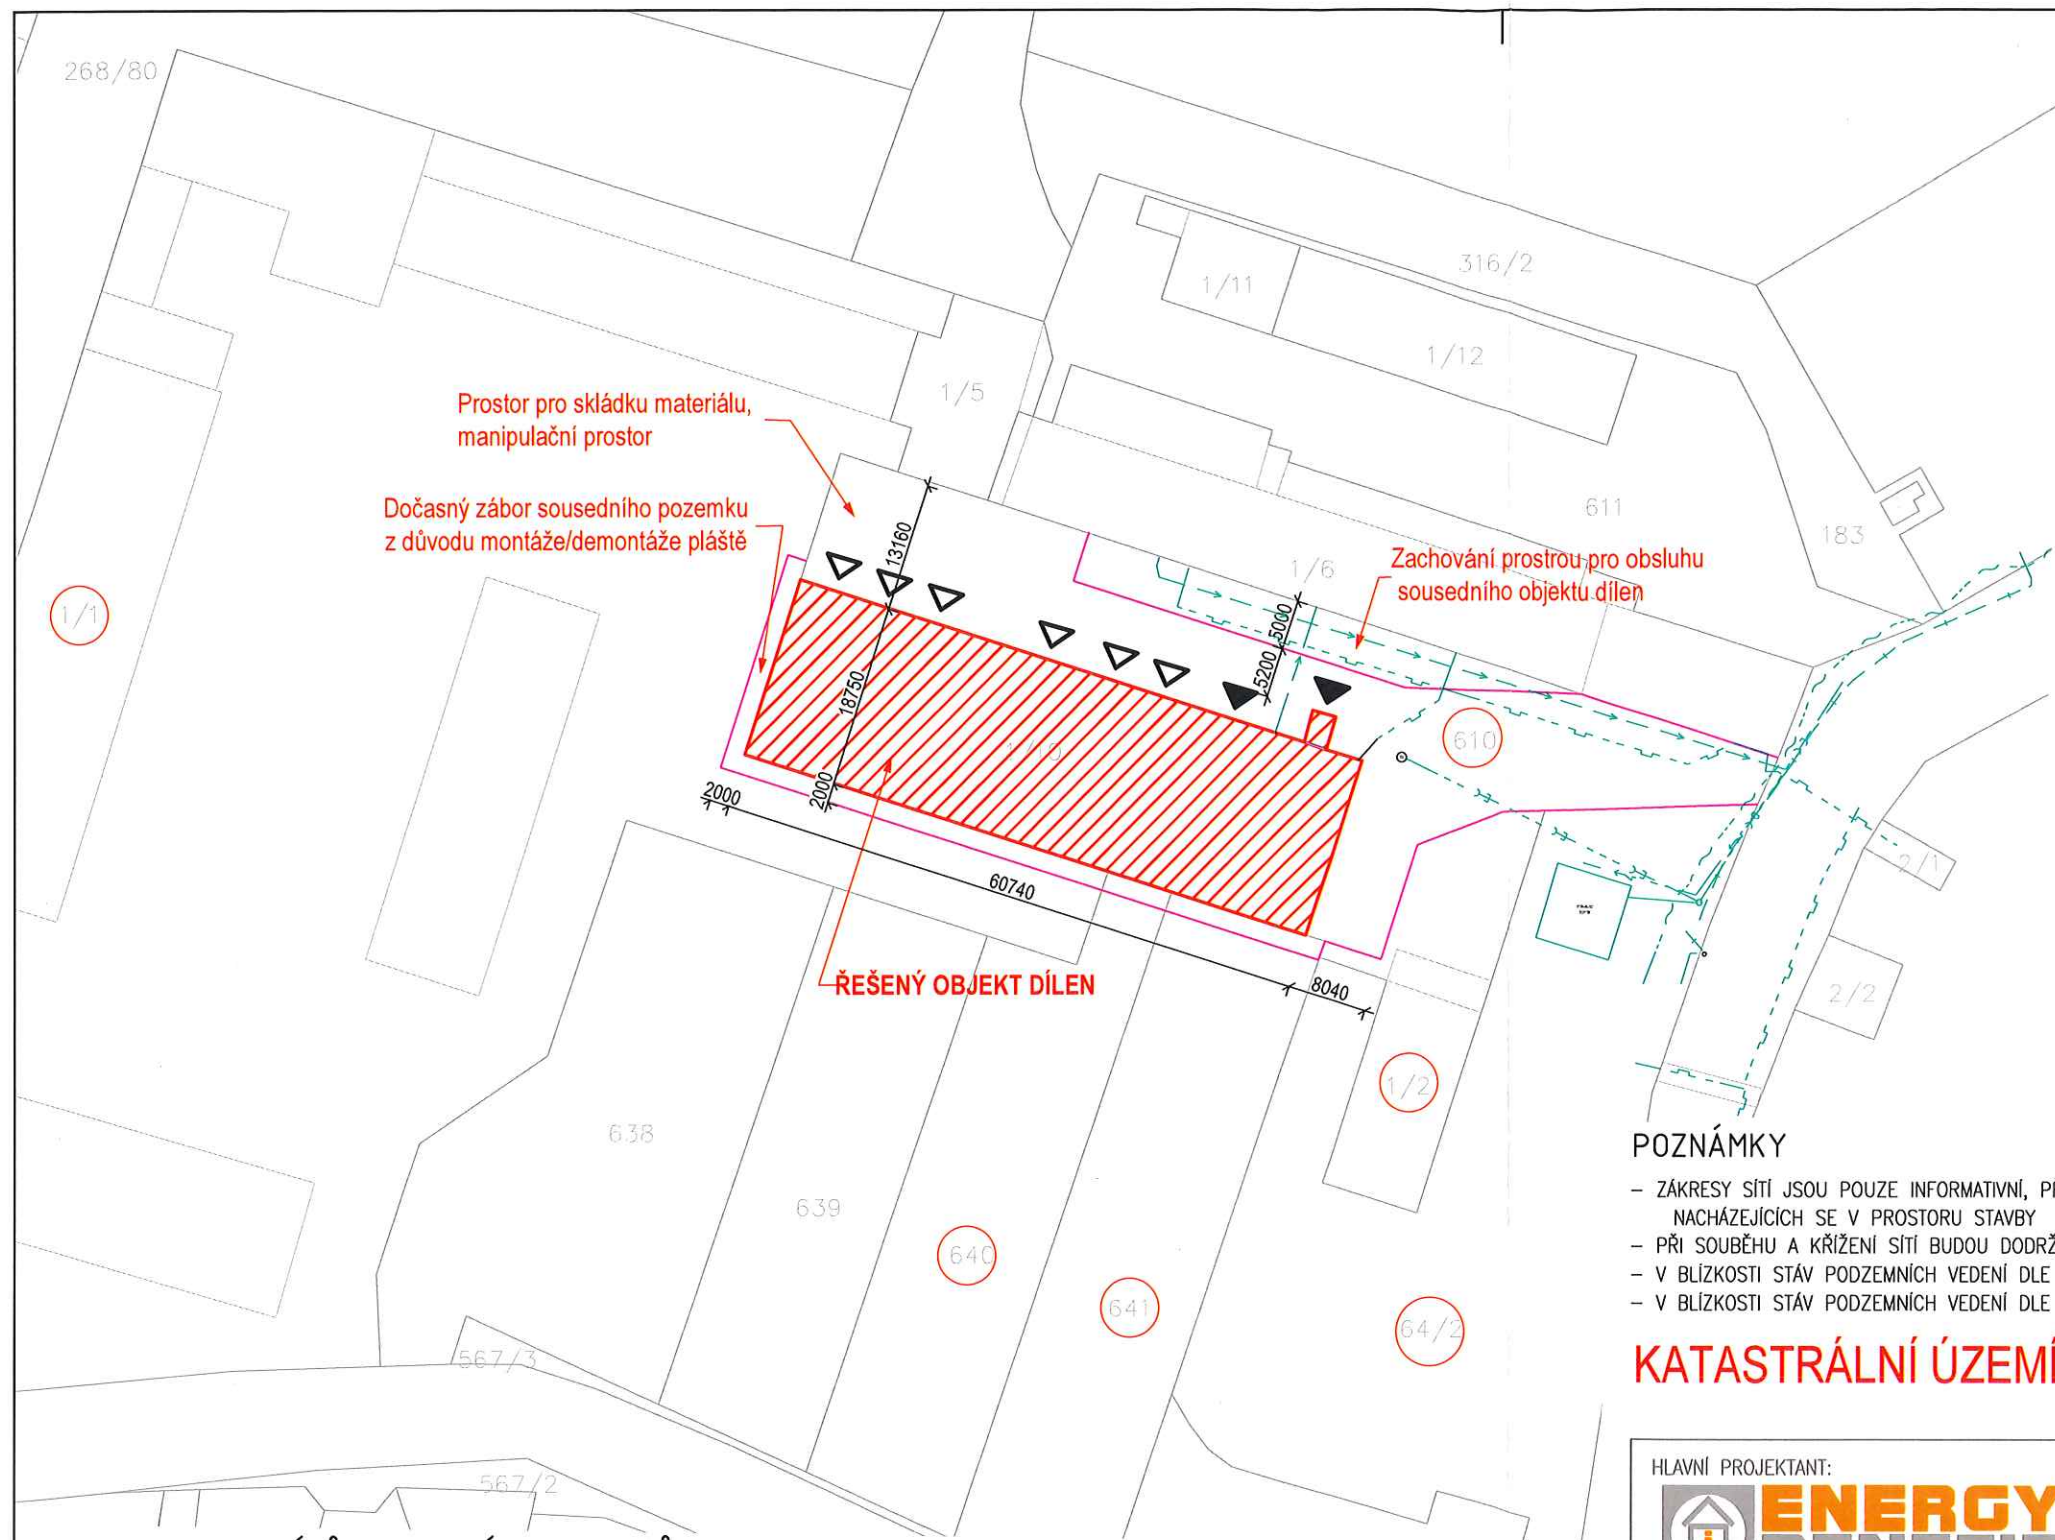 268/80
316/2
1/11
1/12
1/5
Prostor pro skládku materiálu,
manipulační prostor
Dočasný zábor sousedního pozemku
z důvodu montáže/demontáže pláště
13160
611
183
1/6
Zachování prostrou pro obsluhu
sousedního objektu dílen
1/1
5000
5200
18750
610
1/10
2000
2000
60740
2/1
ŘEŠENÝ OBJEKT DÍLEN
8040
2/2
1/2
638
639
640
641
64/2
POZNÁMKY
– ZÁKRESY SÍTÍ JSOU POUZE INFORMATIVNÍ,
NACHÁZEJÍCÍCH SE V PROSTORU STAVBY
– PŘI SOUBĚHU A KŘÍŽENÍ SÍTÍ BUDOU
– V BLÍZKOSTI STÁV PODZEMNÍCH VEDENÍ DLE
– V BLÍZKOSTI STÁV PODZEMNÍCH VEDENÍ DLE
KATASTRÁLNÍ ÚZEMÍ
567/3
567/2
HLAVNÍ PROJEKTANT:
ENERGY